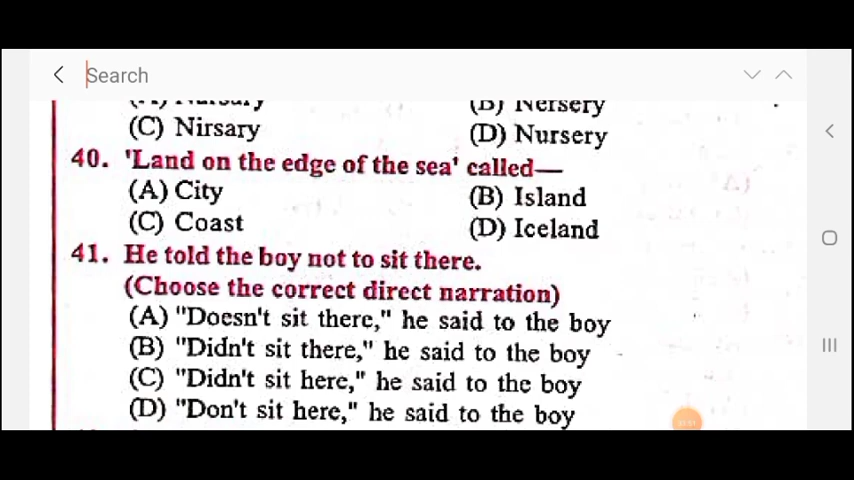 Search
(B) Nersery
(C) Nirsary
(D) Nursery
40. 'Land on the edge of the sea' called—
(A) City
(B) Island
(C) Coast
(D) Iceland
41. He told the boy not to sit there.
(Choose the correct direct narration)
(A) "Doesn't sit there," he said to the boy
(B) "Didn't sit there," he said to the boy
(C) "Didn't sit here," he said to the boy
(D) "Don't sit here," he said to the boy